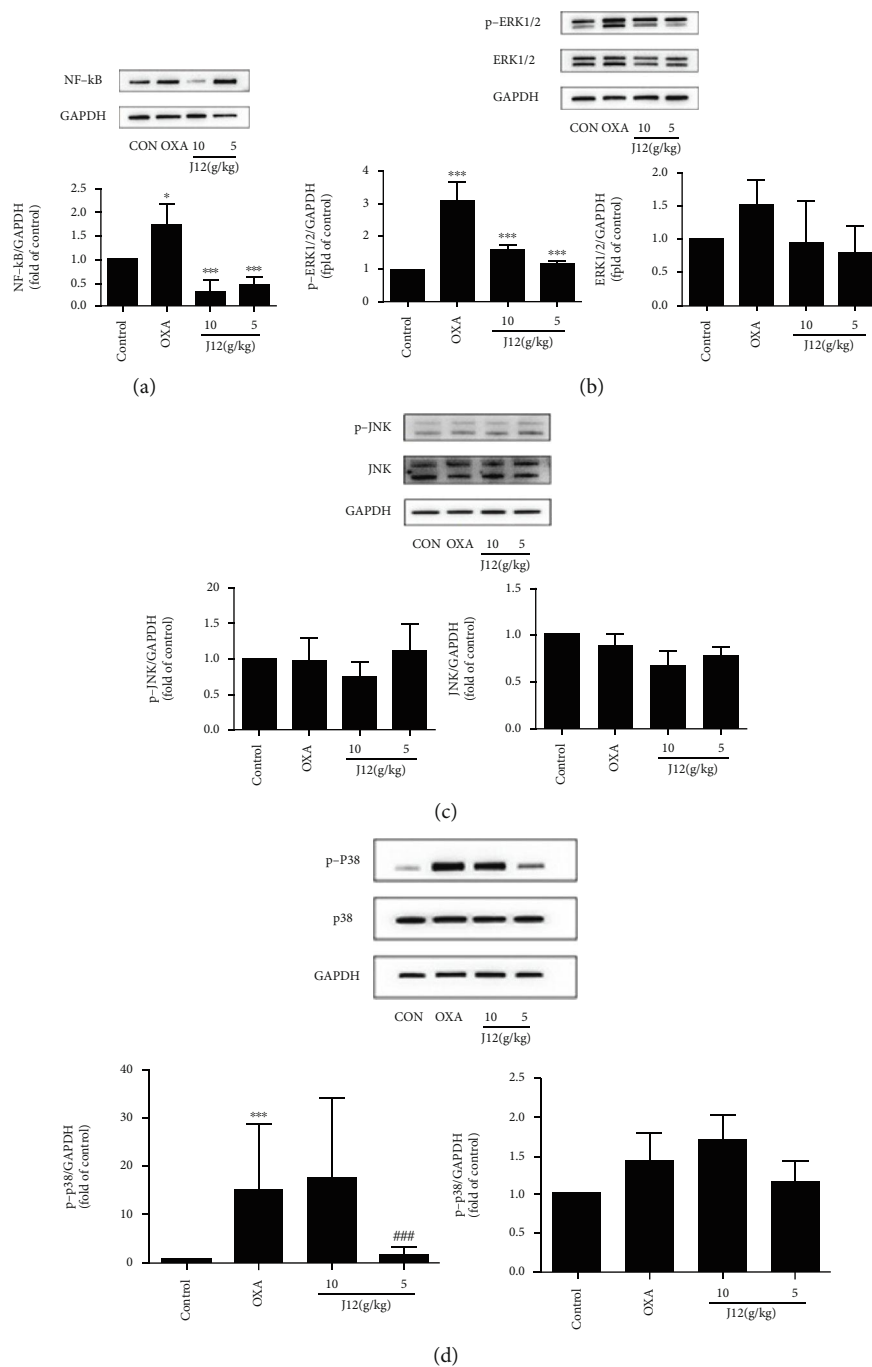 NF-kB
GAPDH
CON OXA 10 5
J12(g/kg)
NF-kB/GAPDH
(fold of control)
2.5
2.0
1.5
1.0
0.5
0.0
*
***
***
Control
OXA
10
5
J12(g/kg)
(a)
p-ERK1/2
ERK1/2
GAPDH
CON OXA 10 5
J12(g/kg)
p-ERK1/2/GAPDH
(fpld of control)
4
3
2
1
0
***
***
***
Control
OXA
10
5
J12(g/kg)
ERK1/2/GAPDH
(fpld of control)
2.0
1.5
1.0
0.5
0.0
Control
OXA
10
5
J12(g/kg)
(b)
p-JNK
JNK
GAPDH
CON OXA 10 5
J12(g/kg)
p-JNK/GAPDH
(fold of control)
20
1.5
1.0
0.5
0.0
Control
OXA
10
5
J12(g/kg)
JNK/GAPDH
(fold of control)
1.5
1.0
0.5
0.0
Control
OXA
10
5
J12(g/kg)
(c)
p-P38
p38
GAPDH
CON OXA 10 5
J12(g/kg)
p-p38/GAPDH
(fold of control)
40
30
20
10
0
***
###
Control
OXA
10
5
J12(g/kg)
p-p38/GAPDH
(fold of control)
2.5
2.0
1.5
1.0
0.5
0.0
Control
OXA
10
5
J12(g/kg)
(d)